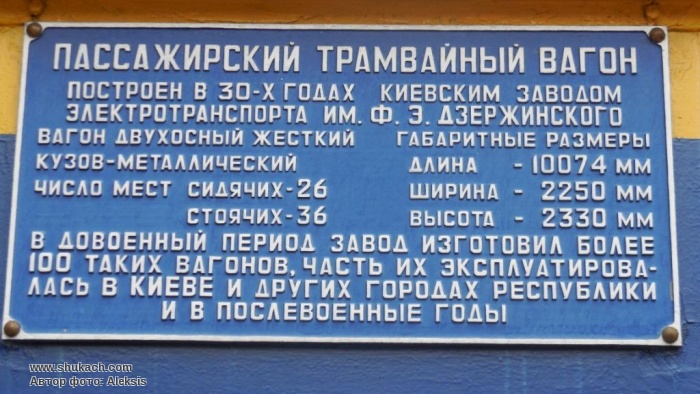 ПАССАЖИРСКИЙ ТРАМВАЙНЫЙ ВАГОН
ПОСТРОЕН В 30-Х ГОДАХ КИЕВСКИМ ЗАВОДОМ
ЭЛЕКТРОТРАНСПОРТА ИМ. Ф. Э. ДЗЕРЖИНСКОГО
ВАГОН ДВУХОСНЫЙ ЖЕСТКИЙ ГАБАРИТНЫЕ РАЗМЕРЫ
КУЗОВ-МЕТАЛЛИЧЕСКИЙ ДЛИНА - 10074 ММ
ЧИСЛО МЕСТ СИДЯЧИХ-26 ШИРИНА - 2250 ММ
СТОЯЧИХ-36 ВЫСОТА - 2330 ММ
В ДОВОЕННЫЙ ПЕРИОД ЗАВОД ИЗГОТОВИЛ БОЛЕЕ
100 ТАКИХ ВАГОНОВ, ЧАСТЬ ИХ ЭКСПЛУАТИРОВА-
ЛАСЬ В КИЕВЕ И ДРУГИХ ГОРОДАХ РЕСПУБЛИКИ
И В ПОСЛЕВОЕННЫЕ ГОДЫ
www.shukach.com
Автор фото: Aleksis